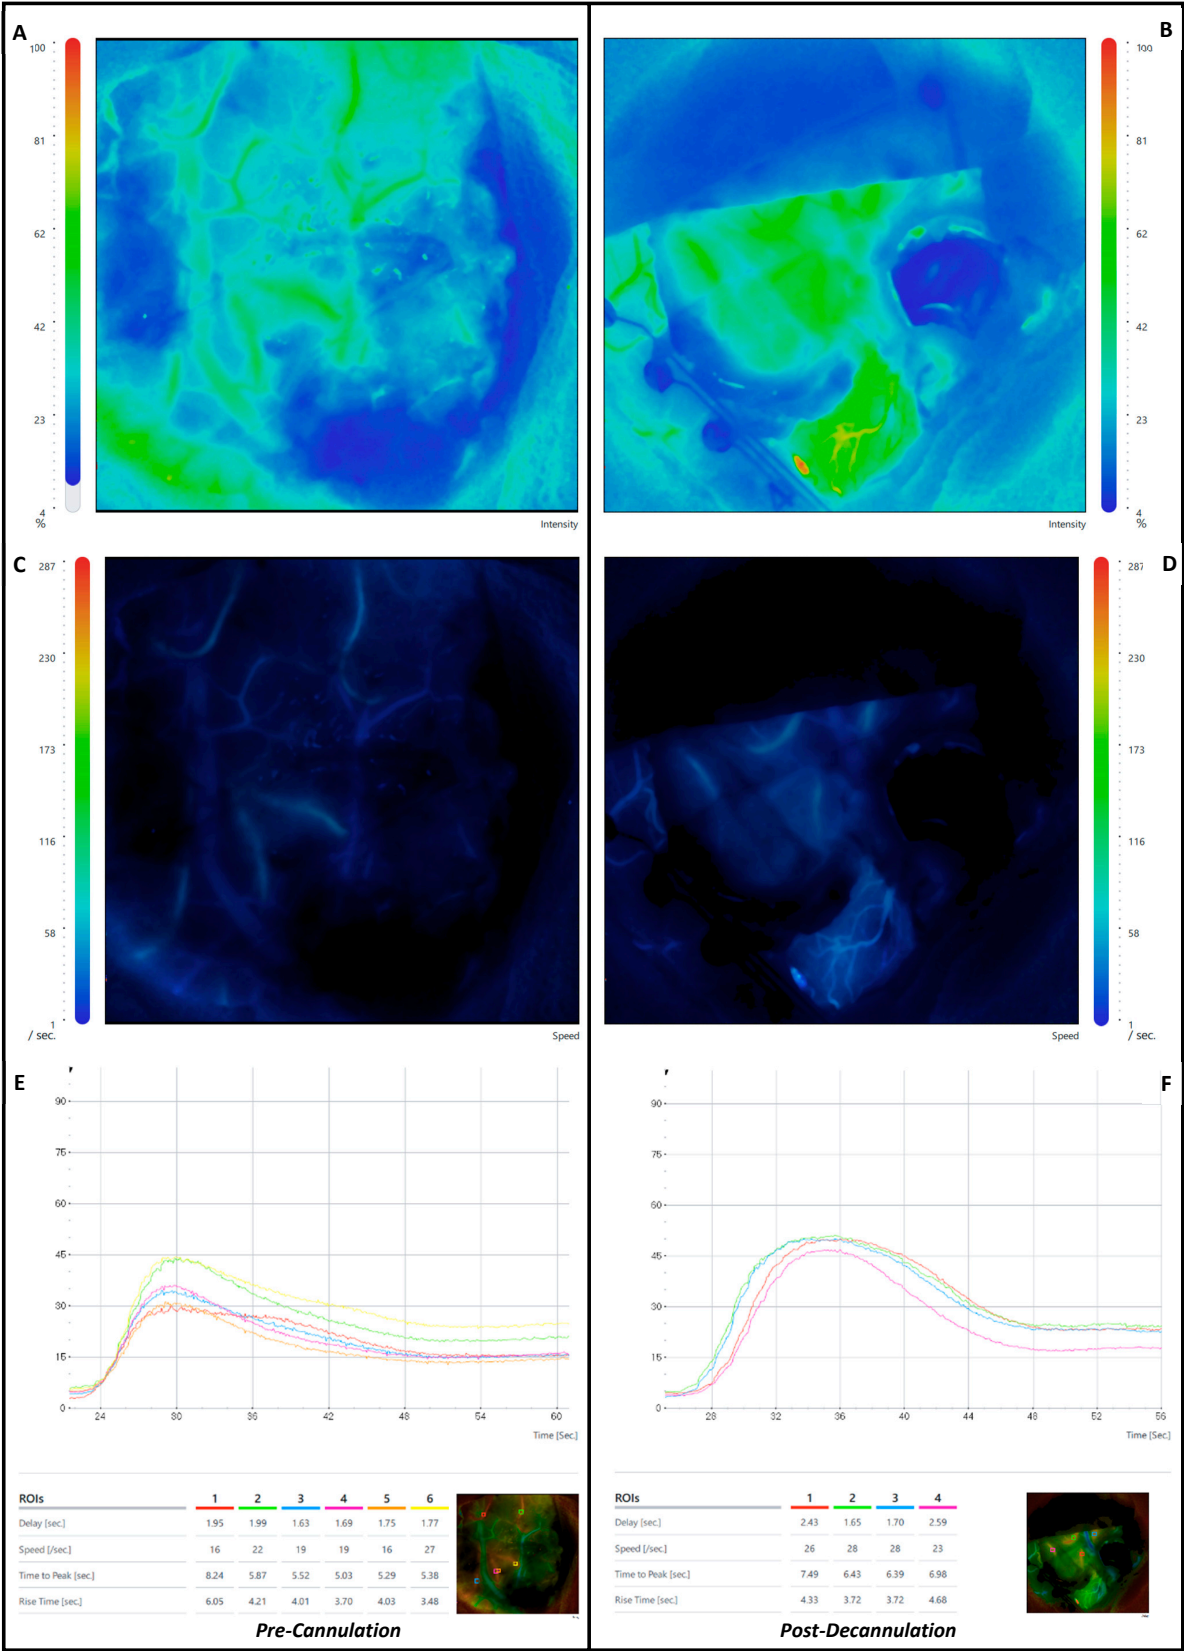 A
B
100
81
62
42
23
4
%
Intensity
100
81
62
42
23
4
%
Intensity
C
D
287
230
173
116
58
1
/ sec.
Speed
287
230
173
116
58
1
/ sec.
Speed
E
90
75
60
45
30
15
0
24 30 36 42 48 54 60
Time [Sec.]
F
90
75
60
45
30
15
0
28 32 36 40 44 48 52 56
Time [Sec.]
ROIs 1 2 3 4 5 6
Delay [sec.] 1.95 1.99 1.63 1.69 1.75 1.77
Speed [/sec.] 16 22 19 19 16 27
Time to Peak [sec.] 8.24 5.87 5.52 5.03 5.29 5.38
Rise Time [sec.] 6.05 4.21 4.01 3.70 4.03 3.48
Pre-Cannulation
ROIs 1 2 3 4
Delay [sec.] 2.43 1.65 1.70 2.59
Speed [/sec.] 26 28 28 23
Time to Peak [sec.] 7.49 6.43 6.39 6.98
Rise Time [sec.] 4.33 3.72 3.72 4.68
Post-Decannulation